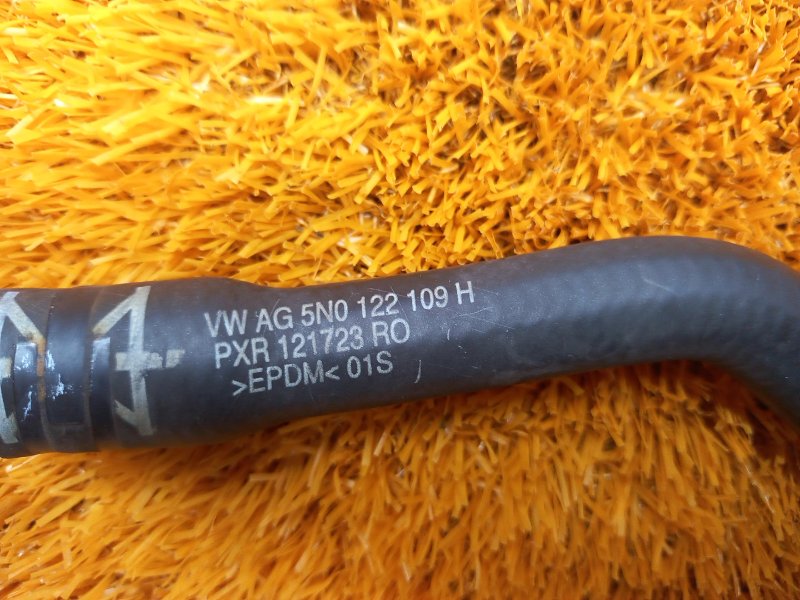 VW AG 5N0 122 109 H
PXR 121723 RO
>EPDM< 01S